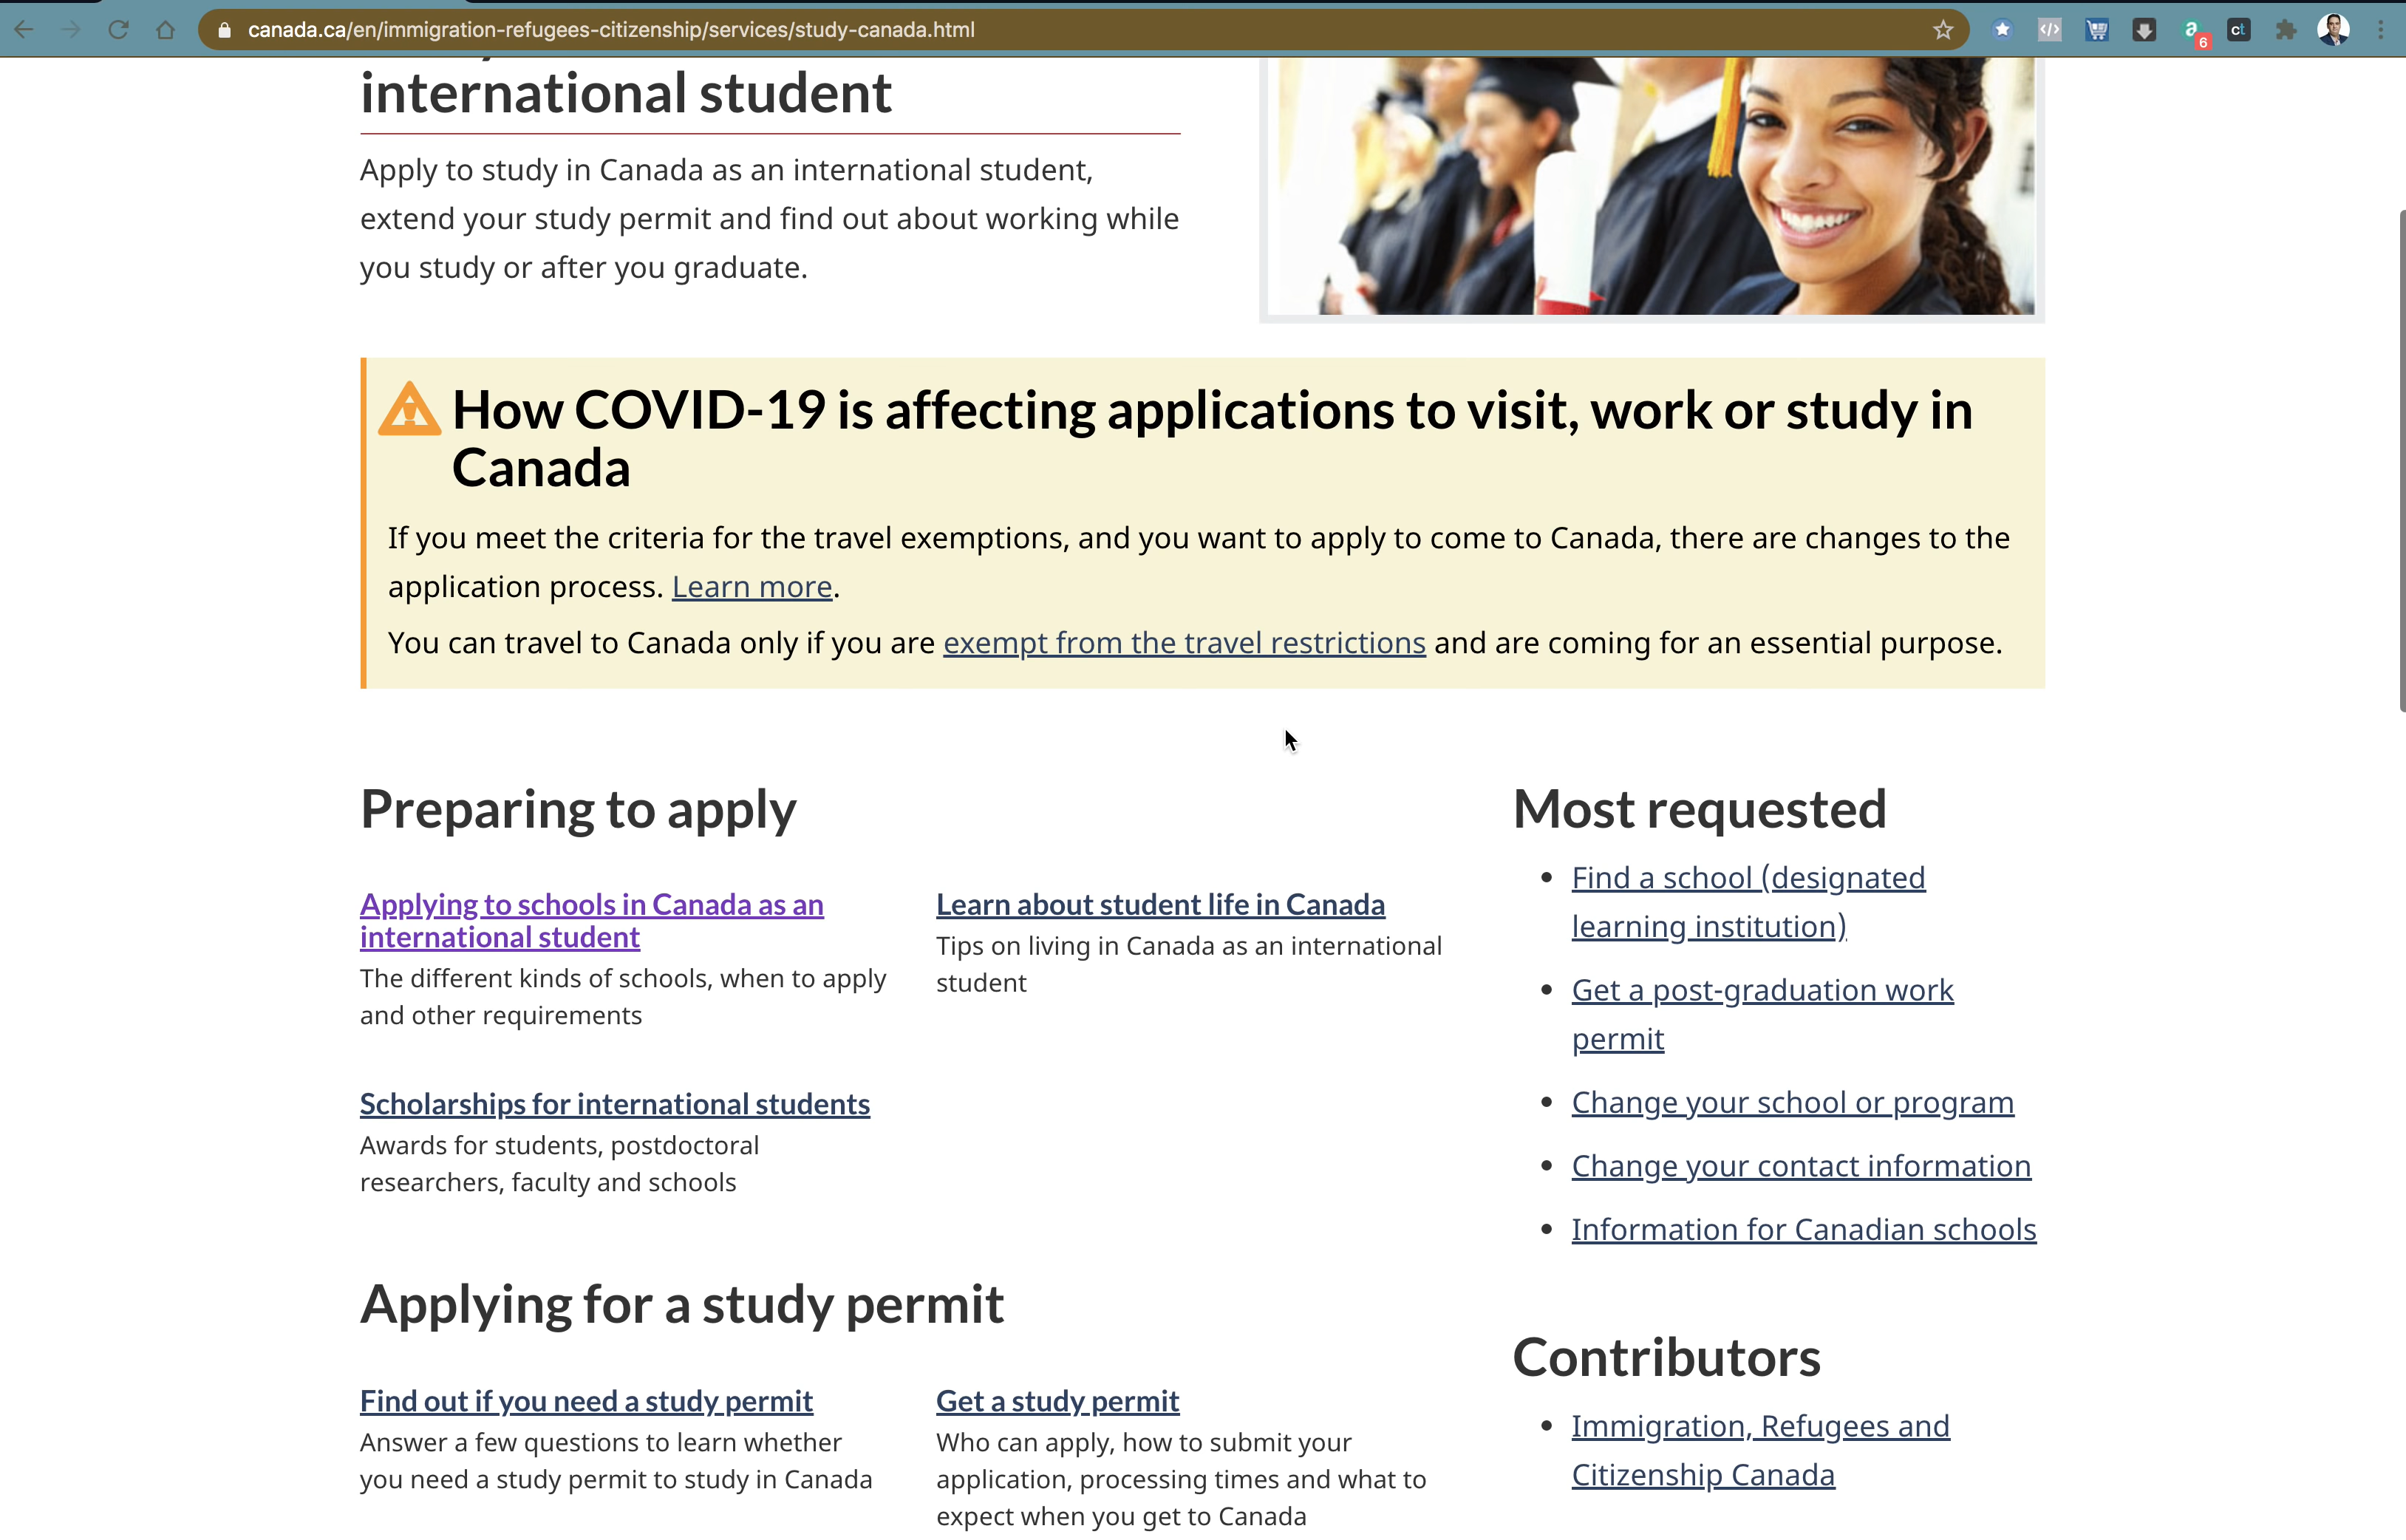 canada.ca/en/immigration-refugees-citizenship/services/study-canada.html
6
ct
international student
Apply to study in Canada as an international student,
extend your study permit and find out about working while
you study or after you graduate.
How COVID-19 is affecting applications to visit, work or study in
Canada
If you meet the criteria for the travel exemptions, and you want to apply to come to Canada, there are changes to the
application process. Learn more.
You can travel to Canada only if you are exempt from the travel restrictions and are coming for an essential purpose.
Preparing to apply
Applying to schools in Canada as an
international student
The different kinds of schools, when to apply
and other requirements
Learn about student life in Canada
Tips on living in Canada as an international
student
Scholarships for international students
Awards for students, postdoctoral
researchers, faculty and schools
Applying for a study permit
Find out if you need a study permit
Answer a few questions to learn whether
you need a study permit to study in Canada
Get a study permit
Who can apply, how to submit your
application, processing times and what to
expect when you get to Canada
Most requested
Find a school (designated
learning institution)
Get a post-graduation work
permit
Change your school or program
Change your contact information
Information for Canadian schools
Contributors
Immigration, Refugees and
Citizenship Canada